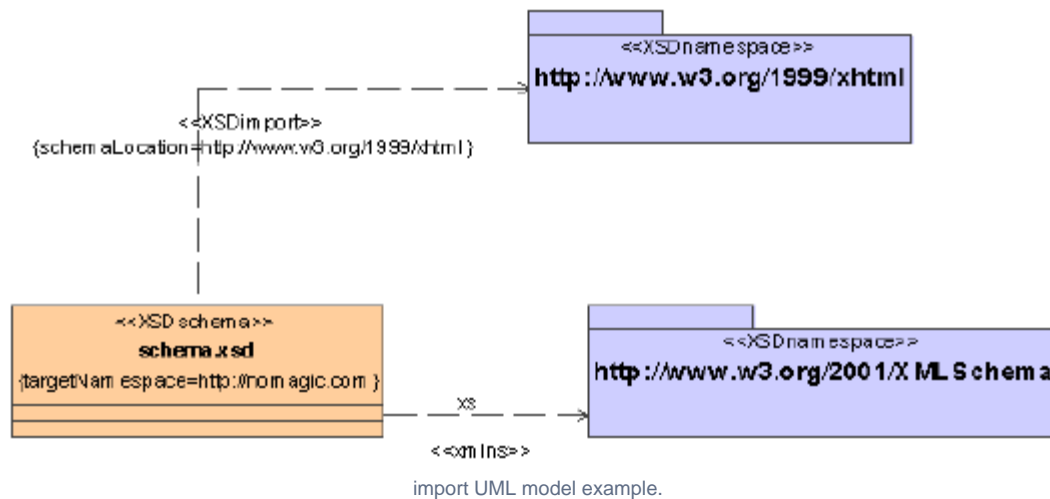 <<XSDnamespace>>
http://www.w3.org/1999/xhtml
<<XSDimport>>
{schemaLocation=http://www.w3.org/1999/xhtml}
<<XSDschema>>
schema.xsd
{targetNamespace=http://nomagic.com}
<<XSDnamespace>>
http://www.w3.org/2001/XMLSchema
xs
<<xmlns>>
import UML model example.